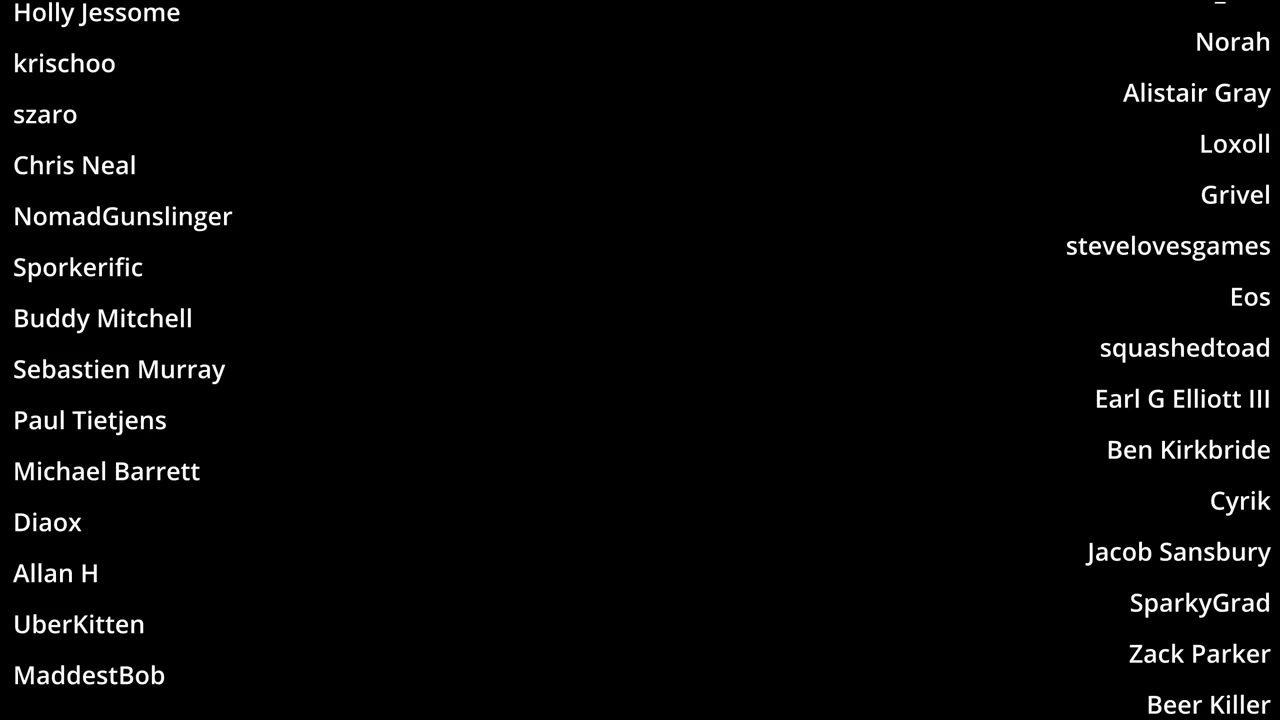 Holly Jessome
krischoo
szaro
Chris Neal
NomadGunslinger
Sporkerific
Buddy Mitchell
Sebastien Murray
Paul Tietjens
Michael Barrett
Diaox
Allan H
UberKitten
MaddestBob
Norah
Alistair Gray
Loxoll
Grivel
stevelovesgames
Eos
squashedtoad
Earl G Elliott III
Ben Kirkbride
Cyrik
Jacob Sansbury
SparkyGrad
Zack Parker
Beer Killer